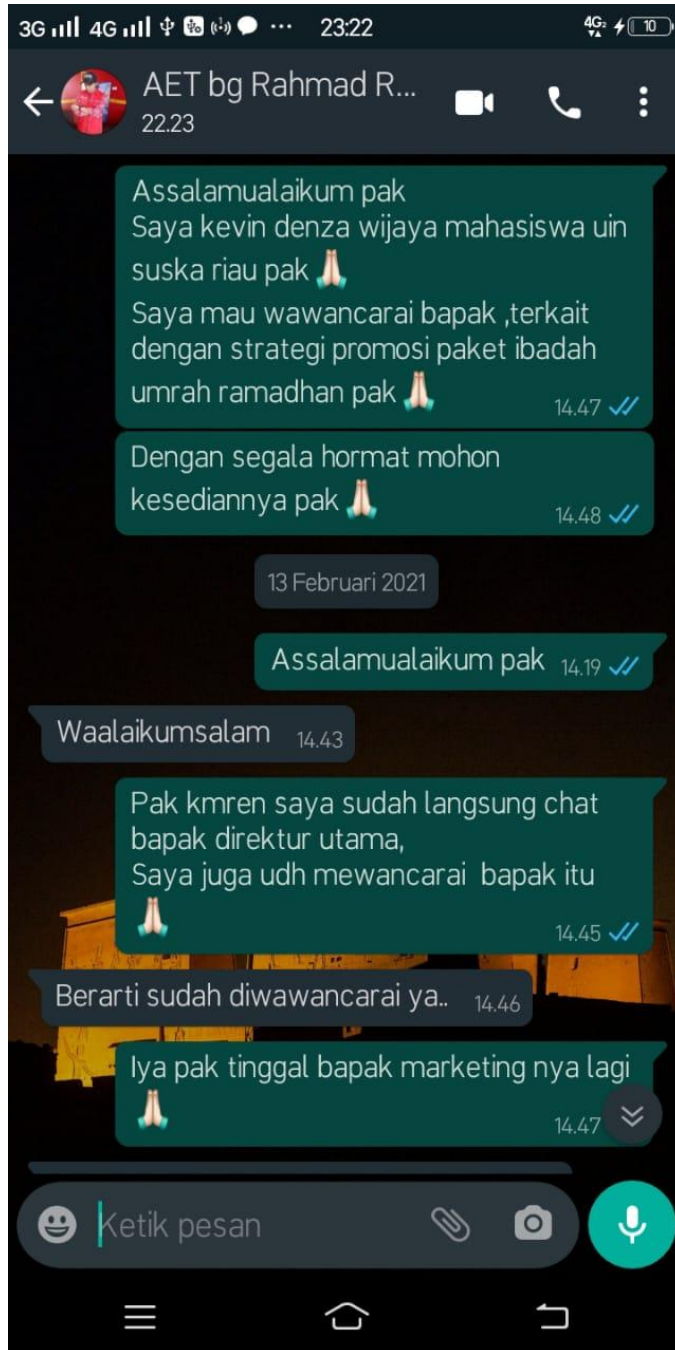 3G 4G 23:22 4G2 10
AET bg Rahmad R...
22.23
Assalamualaikum pak
Saya kevin denza wijaya mahasiswa uin
suska riau pak 🙏🏻
Saya mau wawancarai bapak ,terkait
dengan strategi promosi paket ibadah
umrah ramadhan pak 🙏🏻
14.47
Dengan segala hormat mohon
kesediannya pak 🙏🏻
14.48
13 Februari 2021
Assalamualaikum pak 14.19
Waalaikumsalam 14.43
Pak kmren saya sudah langsung chat
bapak direktur utama,
Saya juga udh mewancarai bapak itu
🙏🏻
14.45
Berarti sudah diwawancarai ya.. 14.46
Iya pak tinggal bapak marketing nya lagi
🙏🏻
14.47
Ketik pesan